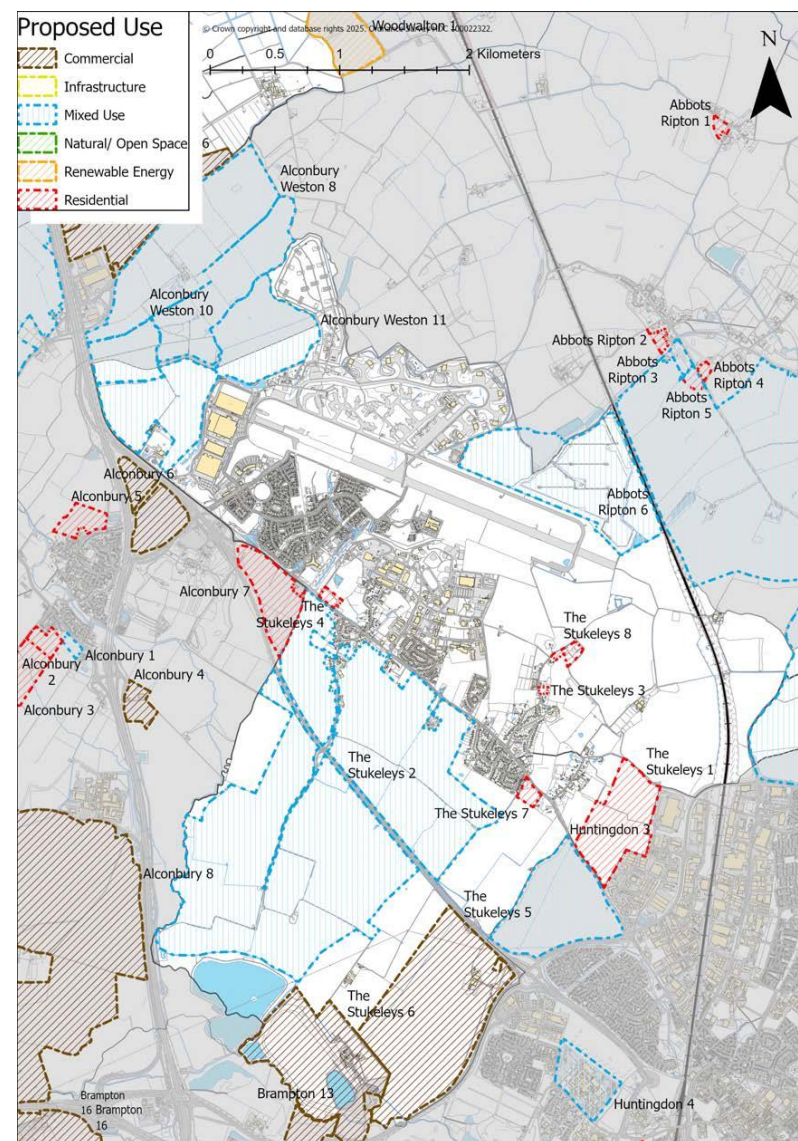 Proposed Use
Commercial
Infrastructure
Mixed Use
Natural/ Open Space
Renewable Energy
Residential
© Crown copyright and database rights 2025. Ordnance Survey
100022322.
Woodwalton 1
0 0.5 1 2 Kilometers
N
6
Abbots
Ripton 1
Alconbury
Weston 8
Alconbury
Weston 10
Alconbury Weston 11
Abbots Ripton 2
Abbots
Ripton 3
Abbots
Ripton 4
Abbots
Ripton 5
Alconbury 6
Alconbury 5
Abbots
Ripton 6
Alconbury 7
The
Stukeleys 4
The
Stukeleys 8
Alconbury 1
Alconbury
2
Alconbury 4
Alconbury 3
The Stukeleys 3
The
Stukeleys 2
The
Stukeleys 1
The Stukeleys 7
Huntingdon 3
Alconbury 8
The
Stukeleys 5
The
Stukeleys 6
Brampton 13
Brampton
16 Brampton
16
Huntingdon 4